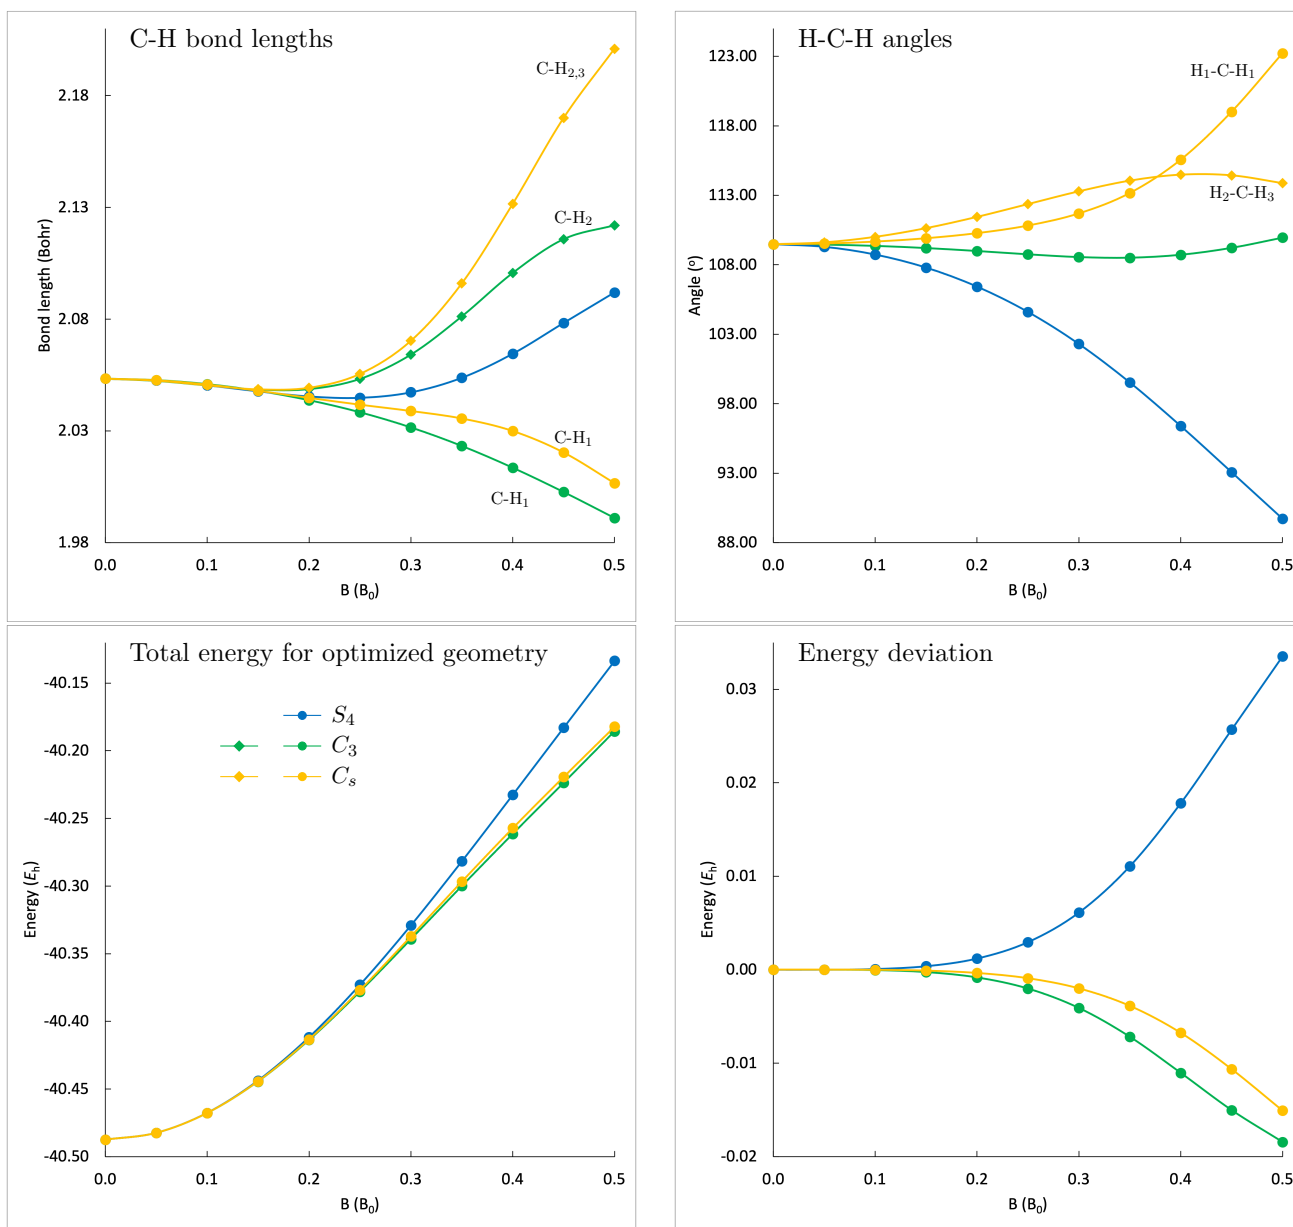 C-H bond lengths
Bond length (Bohr)
2.18
2.13
2.08
2.03
1.98
C-H2,3
C-H2
C-H1
C-H1
0.0 0.1 0.2 0.3 0.4 0.5
B (B0)
H-C-H angles
Angle (º)
123.00
118.00
113.00
108.00
103.00
98.00
93.00
88.00
H1-C-H1
H2-C-H3
0.0 0.1 0.2 0.3 0.4 0.5
B (B0)
Total energy for optimized geometry
Energy (Eh)
-40.15
-40.20
-40.25
-40.30
-40.35
-40.40
-40.45
-40.50
S4
C3
Cs
0.0 0.1 0.2 0.3 0.4 0.5
B (B0)
Energy deviation
Energy (Eh)
0.03
0.02
0.01
0.00
-0.01
-0.02
0.0 0.1 0.2 0.3 0.4 0.5
B (B0)